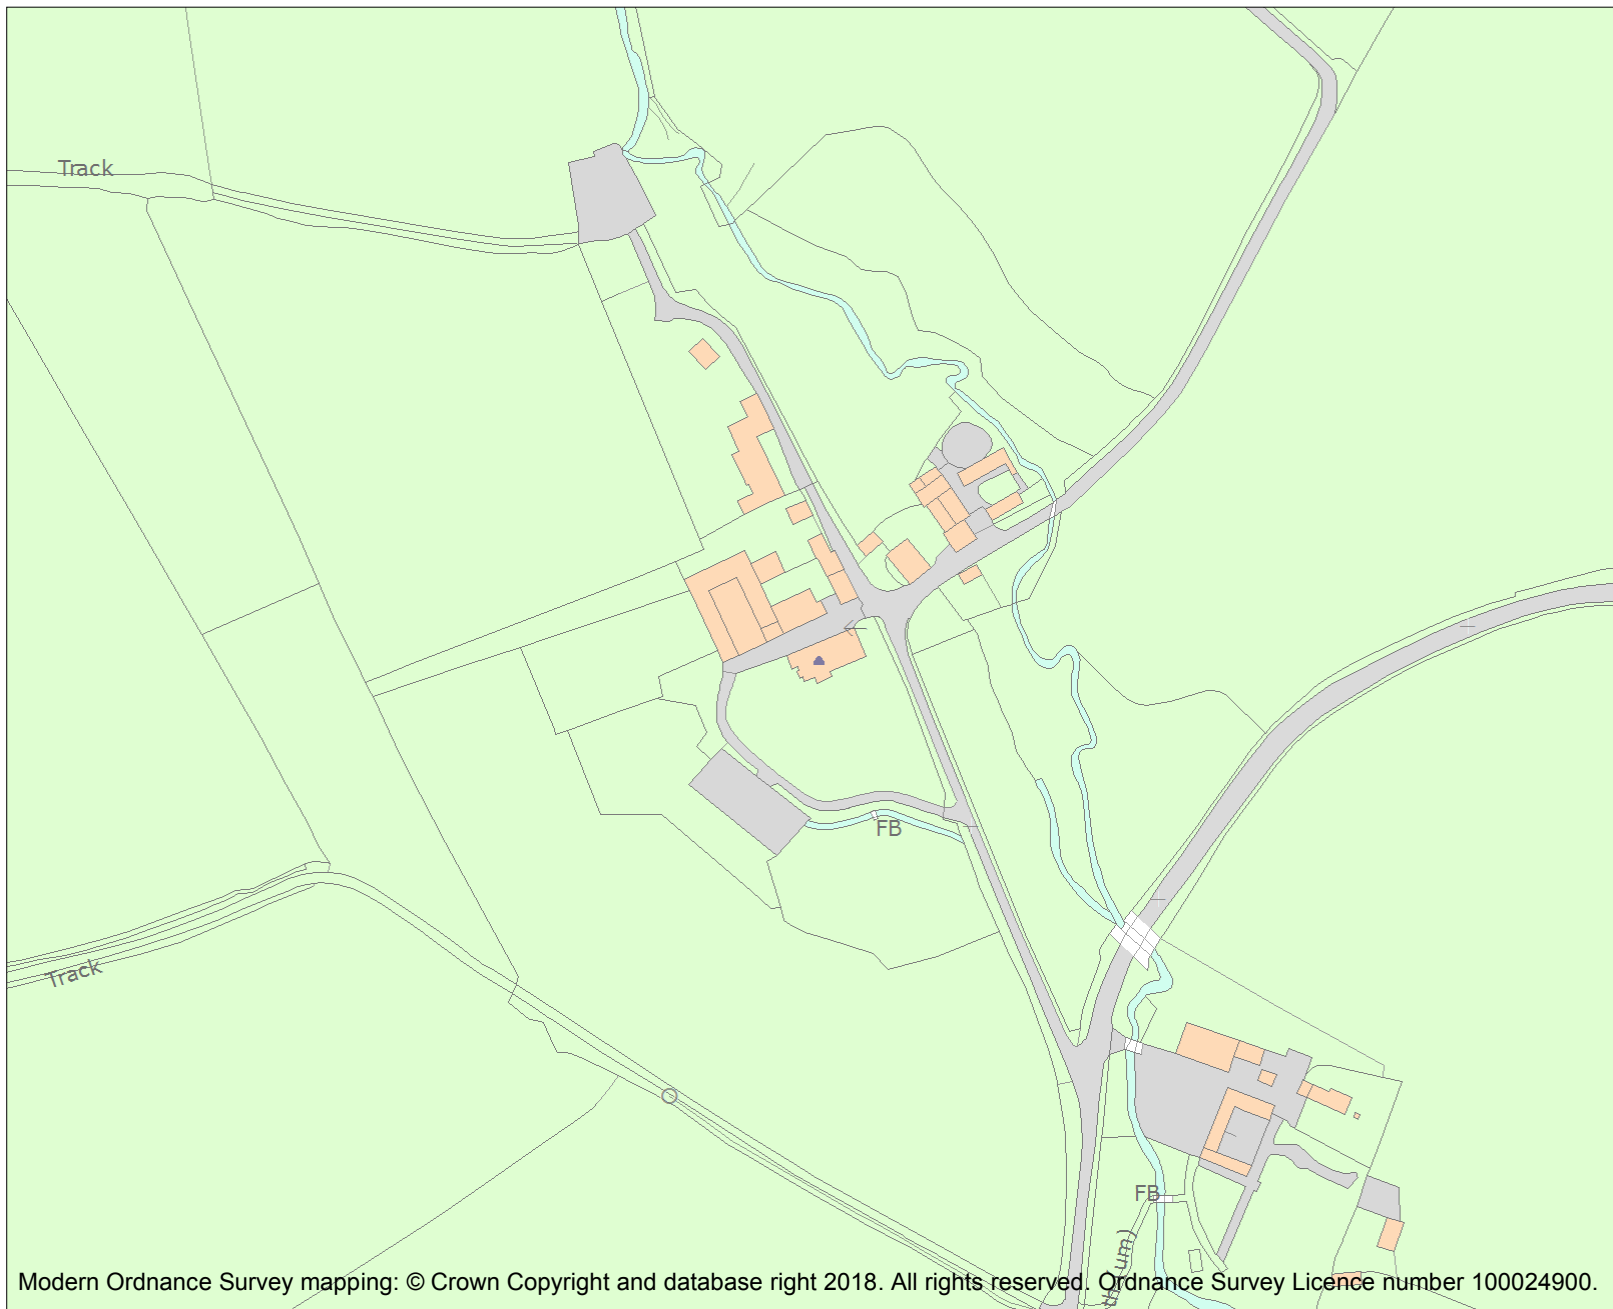 Track
FB
Track
FB
Modern Ordnance Survey mapping: © Crown Copyright and database right 2018. All rights reserved. Ordnance Survey Licence number 100024900.